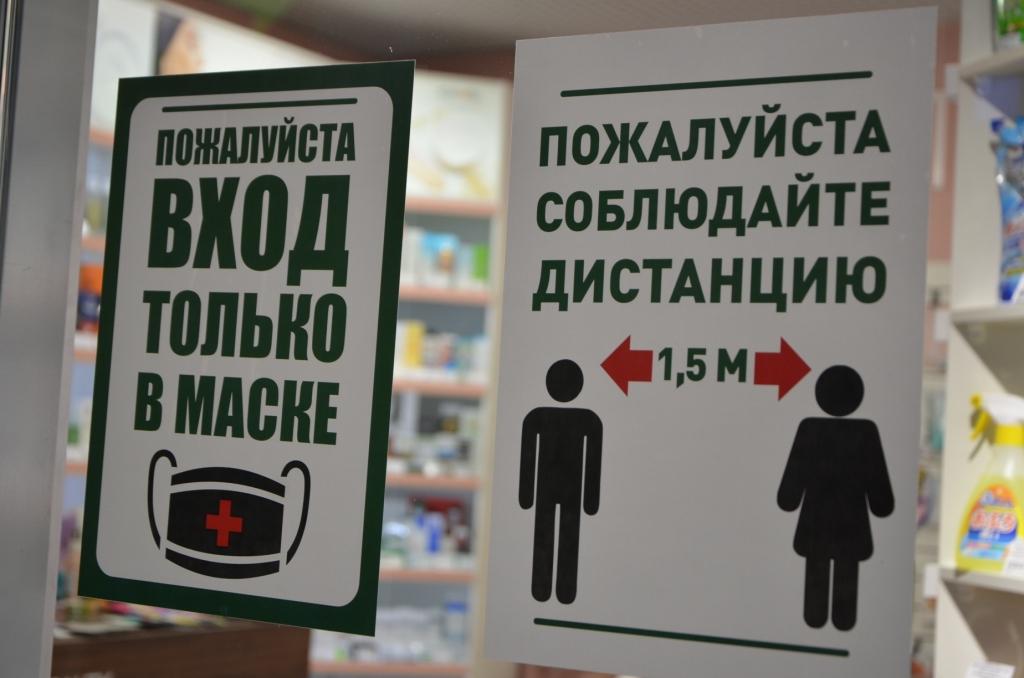 ПОЖАЛУЙСТА
ВХОД
ТОЛЬКО
В МАСКЕ
ПОЖАЛУЙСТА
СОБЛЮДАЙТЕ
ДИСТАНЦИЮ
1,5 М